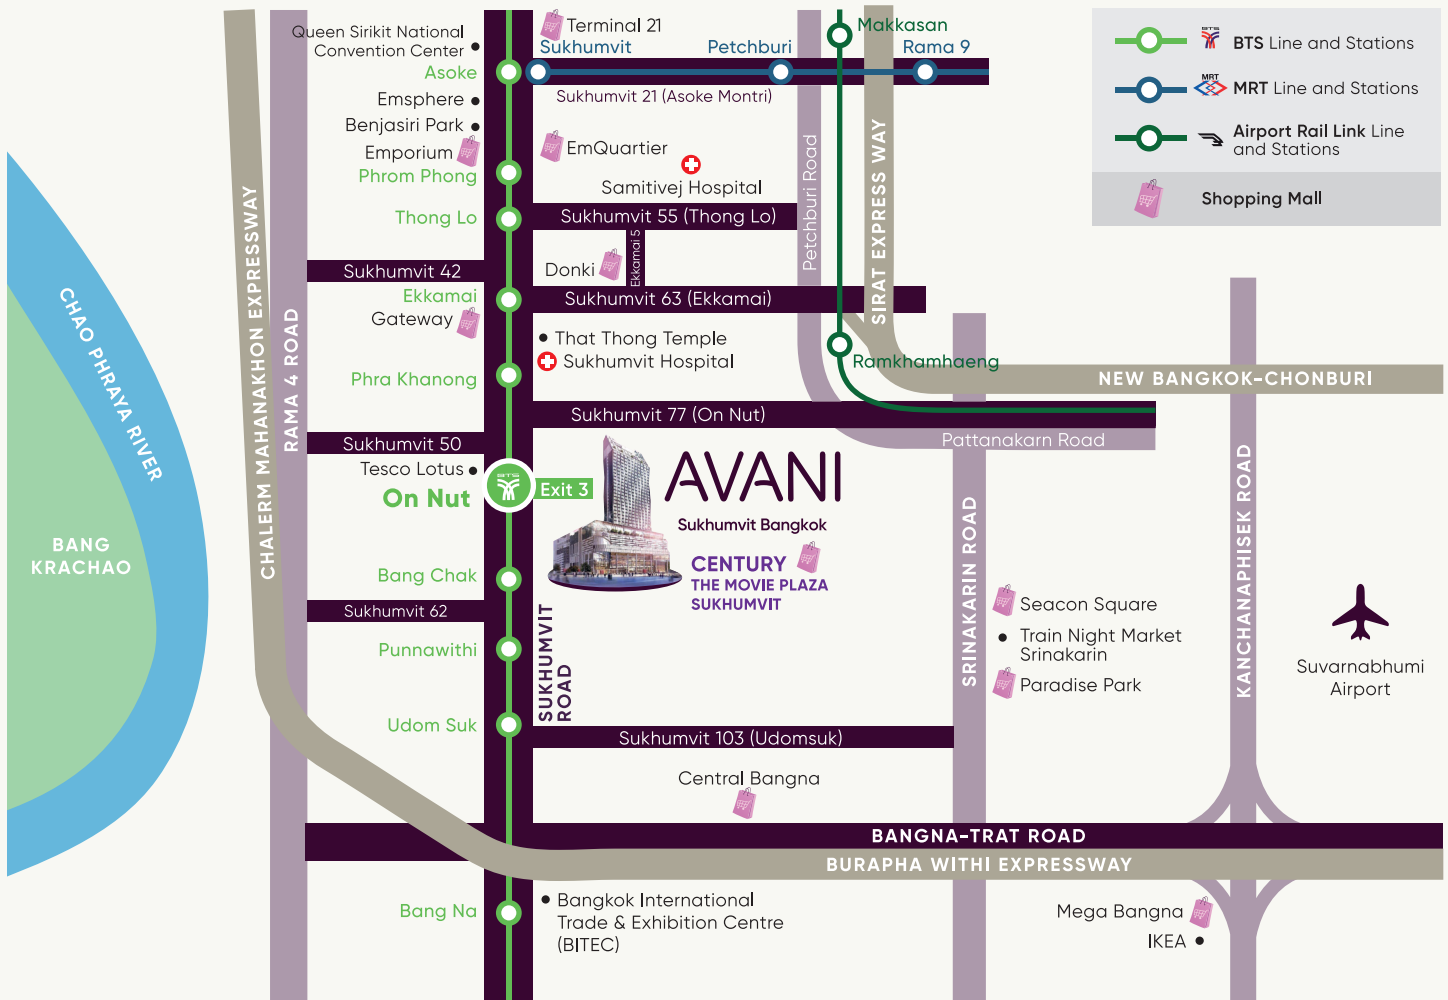 Queen Sirikit National
Convention Center
Terminal 21
Sukhumvit
Petchburi
Makkasan
Rama 9
Asoke
Sukhumvit 21 (Asoke Montri)
Emsphere
Benjasiri Park
Emporium
EmQuartier
Phrom Phong
Samitivej Hospital
Thong Lo
Sukhumvit 55 (Thong Lo)
Petchburi Road
SIRAT EXPRESS WAY
BTS
BTS Line and Stations
MRT
MRT Line and Stations
Airport Rail Link Line
and Stations
Shopping Mall
Sukhumvit 42
Donki
Ekkamai 5
Ekkamai
Sukhumvit 63 (Ekkamai)
Gateway
That Thong Temple
Sukhumvit Hospital
Ramkhamhaeng
Phra Khanong
NEW BANGKOK-CHONBURI
CHALERM MAHANAKHON EXPRESSWAY
RAMA 4 ROAD
CHAO PHRAYA RIVER
BANG
KRACHAO
Sukhumvit 77 (On Nut)
Pattanakarn Road
Sukhumvit 50
Tesco Lotus
On Nut
BTS
Exit 3
AVANI
Sukhumvit Bangkok
CENTURY
THE MOVIE PLAZA
SUKHUMVIT
Bang Chak
Sukhumvit 62
SUKHUMVIT
ROAD
Punnawithi
Udom Suk
Sukhumvit 103 (Udomsuk)
SRINAKARIN ROAD
Seacon Square
Train Night Market
Srinakarin
Paradise Park
KANCHANAPHISEK ROAD
Suvarnabhumi
Airport
Central Bangna
BANGNA-TRAT ROAD
BURAPHA WITHI EXPRESSWAY
Bang Na
Bangkok International
Trade & Exhibition Centre
(BITEC)
Mega Bangna
IKEA